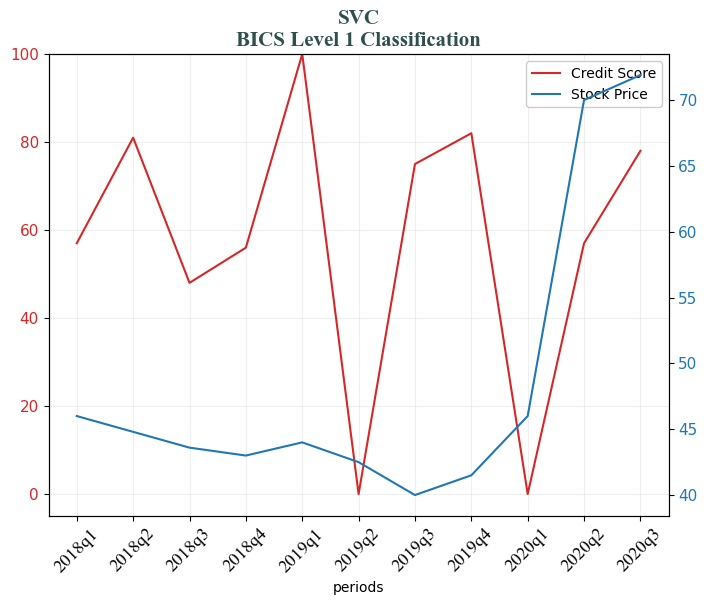 SVC
BICS Level 1 Classification
100
80
60
40
20
0
Credit Score
Stock Price
70
65
60
55
50
45
40
2018q1 2018q2 2018q3 2018q4 2019q1 2019q2 2019q3 2019q4 2020q1 2020q2 2020q3
periods